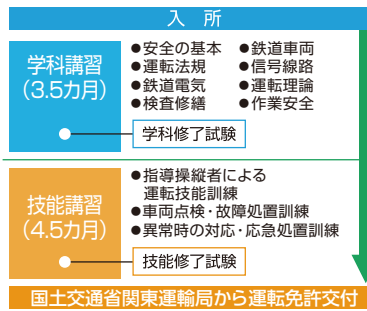 入所
学科講習
(3.5カ月)
●安全の基本 ●鉄道車両
●運転法規 ●信号線路
●鉄道電気 ●運転理論
●検査修繕 ●作業安全
学科修了試験
技能講習
(4.5カ月)
●指導操縦者による
運転技能訓練
●車両点検・故障処置訓練
●異常時の対応・応急処置訓練
技能修了試験
国土交通省関東運輸局から運転免許交付